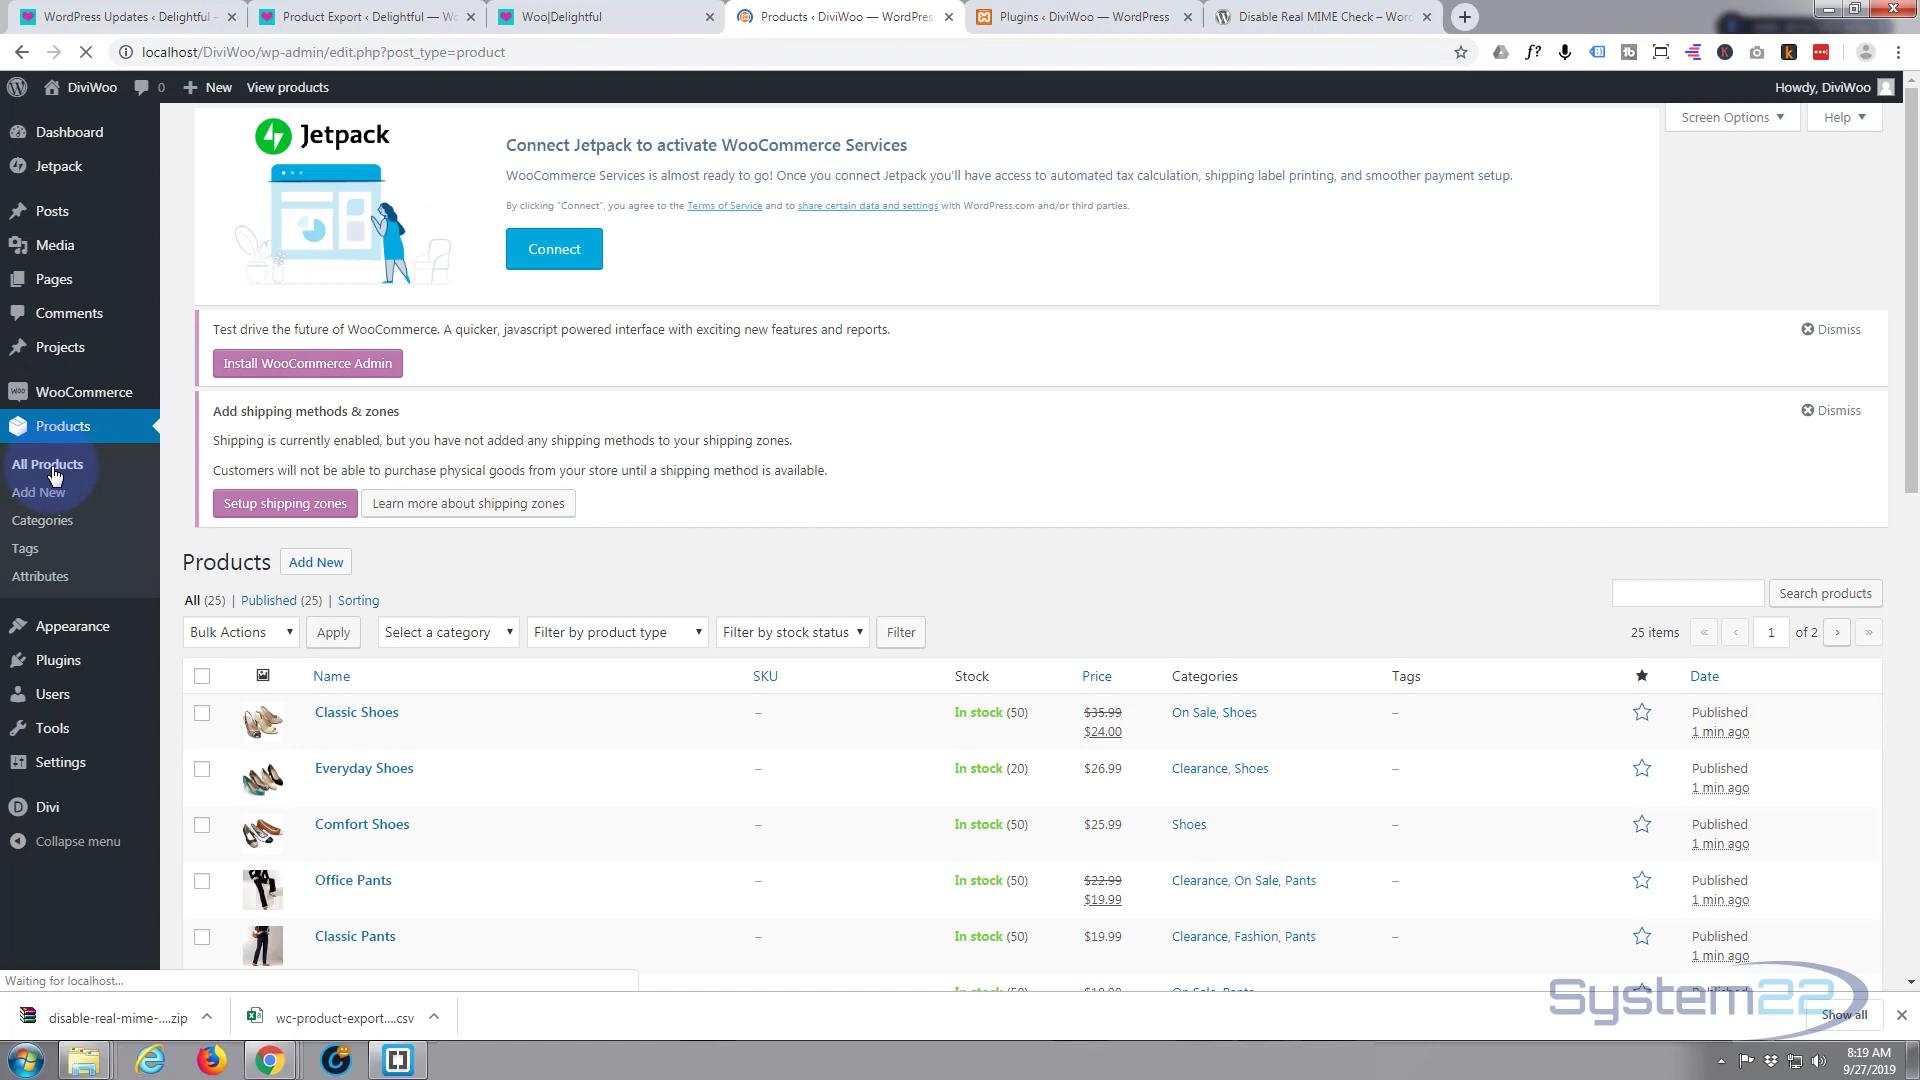 WordPress Updates ‹ Delightful
Product Export ‹ Delightful — Wo
Woo|Delightful
Products ‹ DiviWoo — WordPress
Plugins ‹ DiviWoo — WordPress
Disable Real MIME Check – Word
localhost/DiviWoo/wp-admin/edit.php?post_type=product
DiviWoo 0 New View products Howdy, DiviWoo
Screen Options Help
Dashboard
Jetpack
Posts
Media
Pages
Comments
Projects
WooCommerce
Products
All Products
Add New
Categories
Tags
Attributes
Appearance
Plugins
Users
Tools
Settings
Divi
Collapse menu
Jetpack
Connect Jetpack to activate WooCommerce Services
WooCommerce Services is almost ready to go! Once you connect Jetpack you'll have access to automated tax calculation, shipping label printing, and smoother payment setup.
By clicking "Connect", you agree to the Terms of Service and to share certain data and settings with WordPress.com and/or third parties.
Connect
Test drive the future of WooCommerce. A quicker, javascript powered interface with exciting new features and reports. Dismiss
Install WooCommerce Admin
Add shipping methods & zones Dismiss
Shipping is currently enabled, but you have not added any shipping methods to your shipping zones.
Customers will not be able to purchase physical goods from your store until a shipping method is available.
Setup shipping zones Learn more about shipping zones
Products Add New
All (25) | Published (25) | Sorting
Search products
Bulk Actions Apply Select a category Filter by product type Filter by stock status Filter
25 items « ‹ 1 of 2 › »
Name SKU Stock Price Categories Tags Date
Classic Shoes – In stock (50) $35.99 On Sale, Shoes – Published
$24.00 1 min ago
Everyday Shoes – In stock (20) $26.99 Clearance, Shoes – Published
1 min ago
Comfort Shoes – In stock (50) $25.99 Shoes – Published
1 min ago
Office Pants – In stock (50) $22.99 Clearance, On Sale, Pants – Published
$19.99 1 min ago
Classic Pants – In stock (50) $19.99 Clearance, Fashion, Pants – Published
1 min ago
Waiting for localhost...
System22
disable-real-mime-....zip
wc-product-export....csv
Show all
8:19 AM
9/27/2019